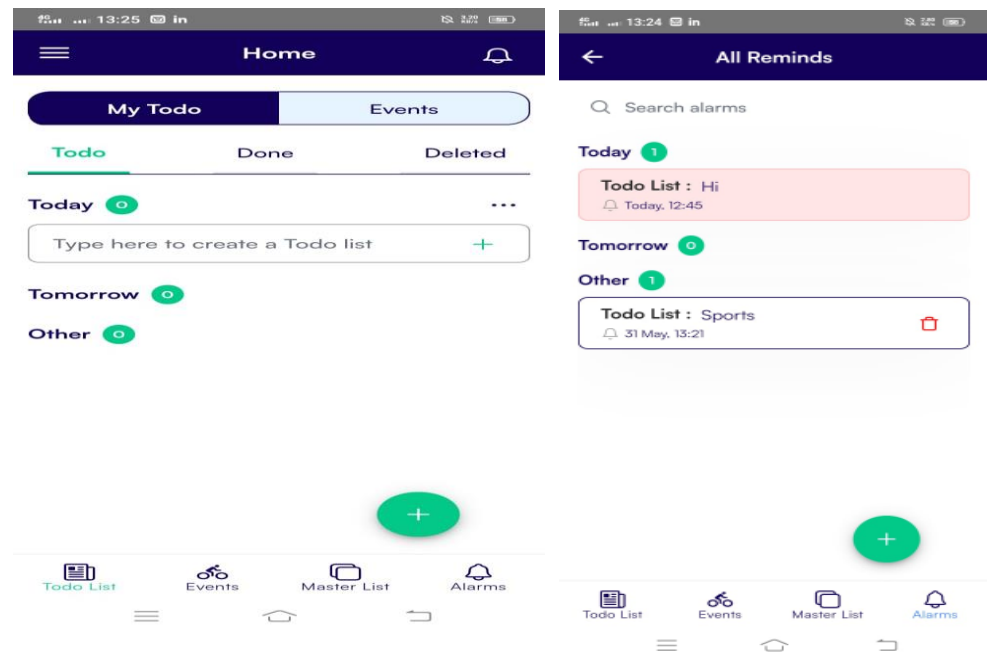 13:25 in
Home
My Todo Events
Todo Done Deleted
Today 0
Type here to create a Todo list
Tomorrow 0
Other 0
Todo List Events Master List Alarms
13:24 in
All Reminds
Search alarms
Today 1
Todo List : Hi
Today, 12:45
Tomorrow 0
Other 1
Todo List : Sports
31 May, 13:21
Todo List Events Master List Alarms